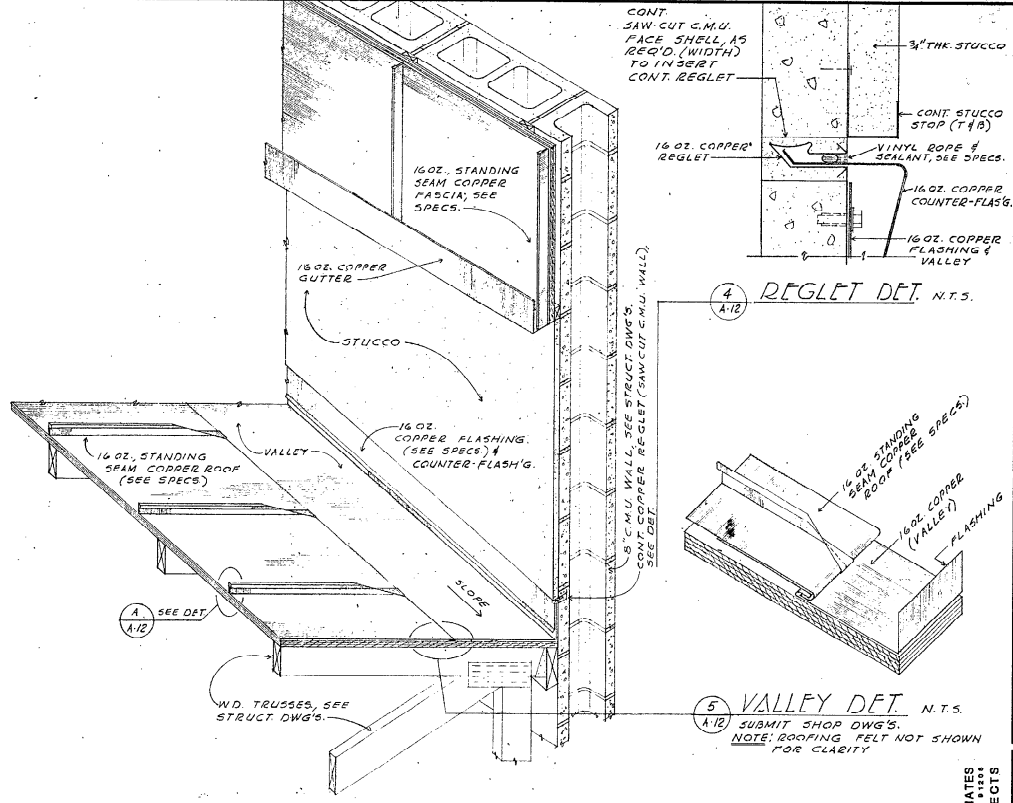 CONT.
SAW-CUT C.M.U.
FACE SHELL, AS
REQ'D. (WIDTH)
TO INSERT
CONT. REGLET
3/4" THK. STUCCO
CONT. STUCCO
STOP (T & B)
16 OZ. COPPER
REGLET
VINYL ROPE &
SEALANT, SEE SPECS.
16 OZ. COPPER
COUNTER-FLAS'G.
16 OZ. COPPER
FLASHING &
VALLEY
4
A-12
REGLET DET. N.T.S.
16 OZ., STANDING
SEAM COPPER
FASCIA; SEE
SPECS.
16 OZ. COPPER
GUTTER
STUCCO
16 OZ.
COPPER FLASHING.
(SEE SPECS.) &
COUNTER-FLASH'G.
8" C.M.U. WALL, SEE STRUCT. DWG'S.
CONT. COPPER REGLET (SAW CUT C.M.U. WALL),
SEE DET.
16 OZ., STANDING
SEAM COPPER ROOF
(SEE SPECS.)
VALLEY
SLOPE
A
A-12
SEE DET.
WD. TRUSSES, SEE
STRUCT. DWG'S.
16 OZ. STANDING
SEAM COPPER
ROOF (SEE SPECS.)
16 OZ. COPPER
(VALLEY)
FLASHING
5
A-12
VALLEY DET. N.T.S.
SUBMIT SHOP DWG'S.
NOTE: ROOFING FELT NOT SHOWN
FOR CLARITY
IATES
91204
ECTS